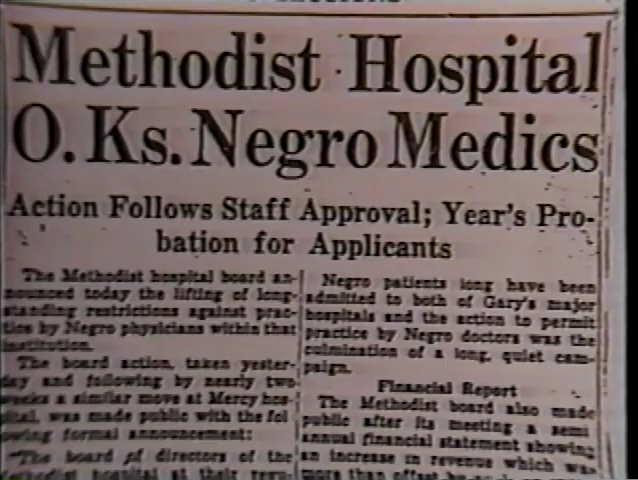 Methodist Hospital
O. Ks. Negro Medics
Action Follows Staff Approval; Year's Pro-
bation for Applicants
The Methodist hospital board an-
nounced today the lifting of long-
standing restrictions against prac-
tice by Negro physicians within that
institution.
The board action, taken yester-
day and following by nearly two
weeks a similar move at Mercy hos-
pital, was made public with the fol
owing formal announcement:
"The board of directors of the
hospital at their
Negro patients long have been
admitted to both of Gary's major
hospitals and the action to permit
practice by Negro doctors was the
culmination of a long, quiet cam-
paign.
Financial Report
The Methodist board also made
public after its meeting a semi
annual financial statement showing
an increase in revenue which was
more than offset by